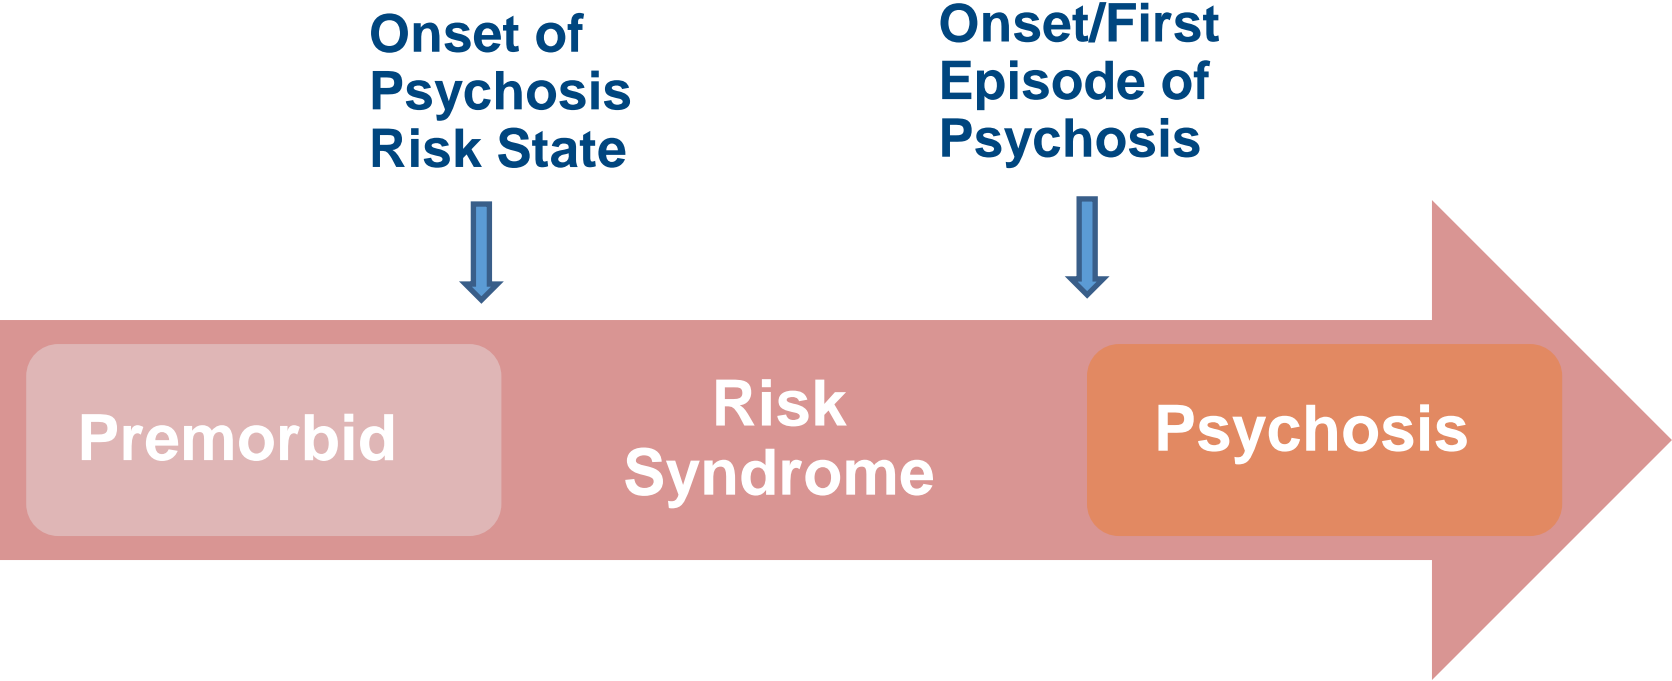 Onset of
Psychosis
Risk State
Onset/First
Episode of
Psychosis
Premorbid
Risk
Syndrome
Psychosis